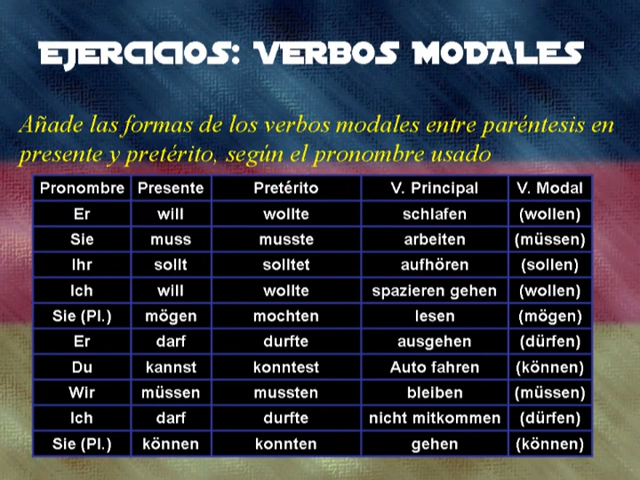 EJERCICIOS: VERBOS MODALES
Añade las formas de los verbos modales entre paréntesis en
presente y pretérito, según el pronombre usado
Pronombre Presente Pretérito V. Principal V. Modal
Er will wollte schlafen (wollen)
Sie muss musste arbeiten (müssen)
Ihr sollt solltet aufhören (sollen)
Ich will wollte spazieren gehen (wollen)
Sie (Pl.) mögen mochten lesen (mögen)
Er darf durfte ausgehen (dürfen)
Du kannst konntest Auto fahren (können)
Wir müssen mussten bleiben (müssen)
Ich darf durfte nicht mitkommen (dürfen)
Sie (Pl.) können konnten gehen (können)